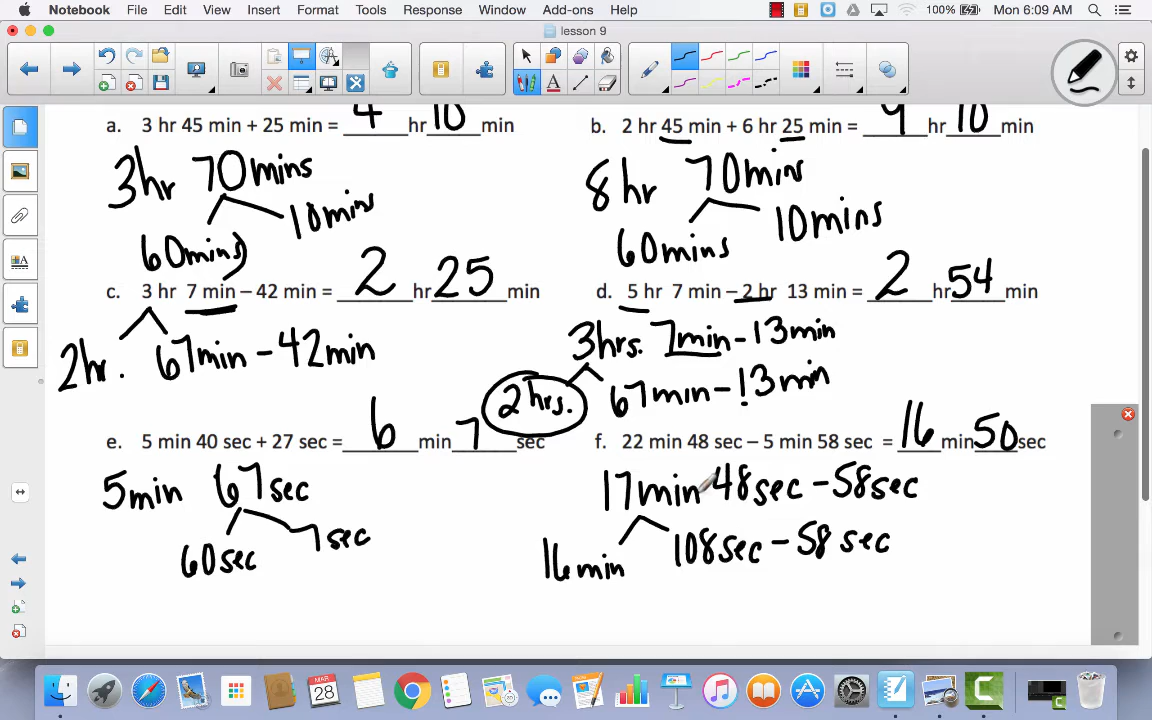 Notebook File Edit View Insert Format Tools Response Window Add-ons Help 100% Mon 6:09 AM
lesson 9
a. 3 hr 45 min + 25 min = 4 hr 10 min
b. 2 hr 45 min + 6 hr 25 min = 9 hr 10 min
3hr 70mins
8 hr 70mins
60mins 10mins
60mins 10mins
c. 3 hr 7 min – 42 min = 2 hr 25 min
d. 5 hr 7 min – 2 hr 13 min = 2 hr 54 min
2hr. 67min – 42min
3hrs. 7min – 13min
2hrs. 67min – 13min
e. 5 min 40 sec + 27 sec = 6 min 7 sec
f. 22 min 48 sec – 5 min 58 sec = 16 min 50 sec
5min 67sec
17min 48sec – 58sec
60sec 7sec
16min 108sec – 58sec
MAR
28